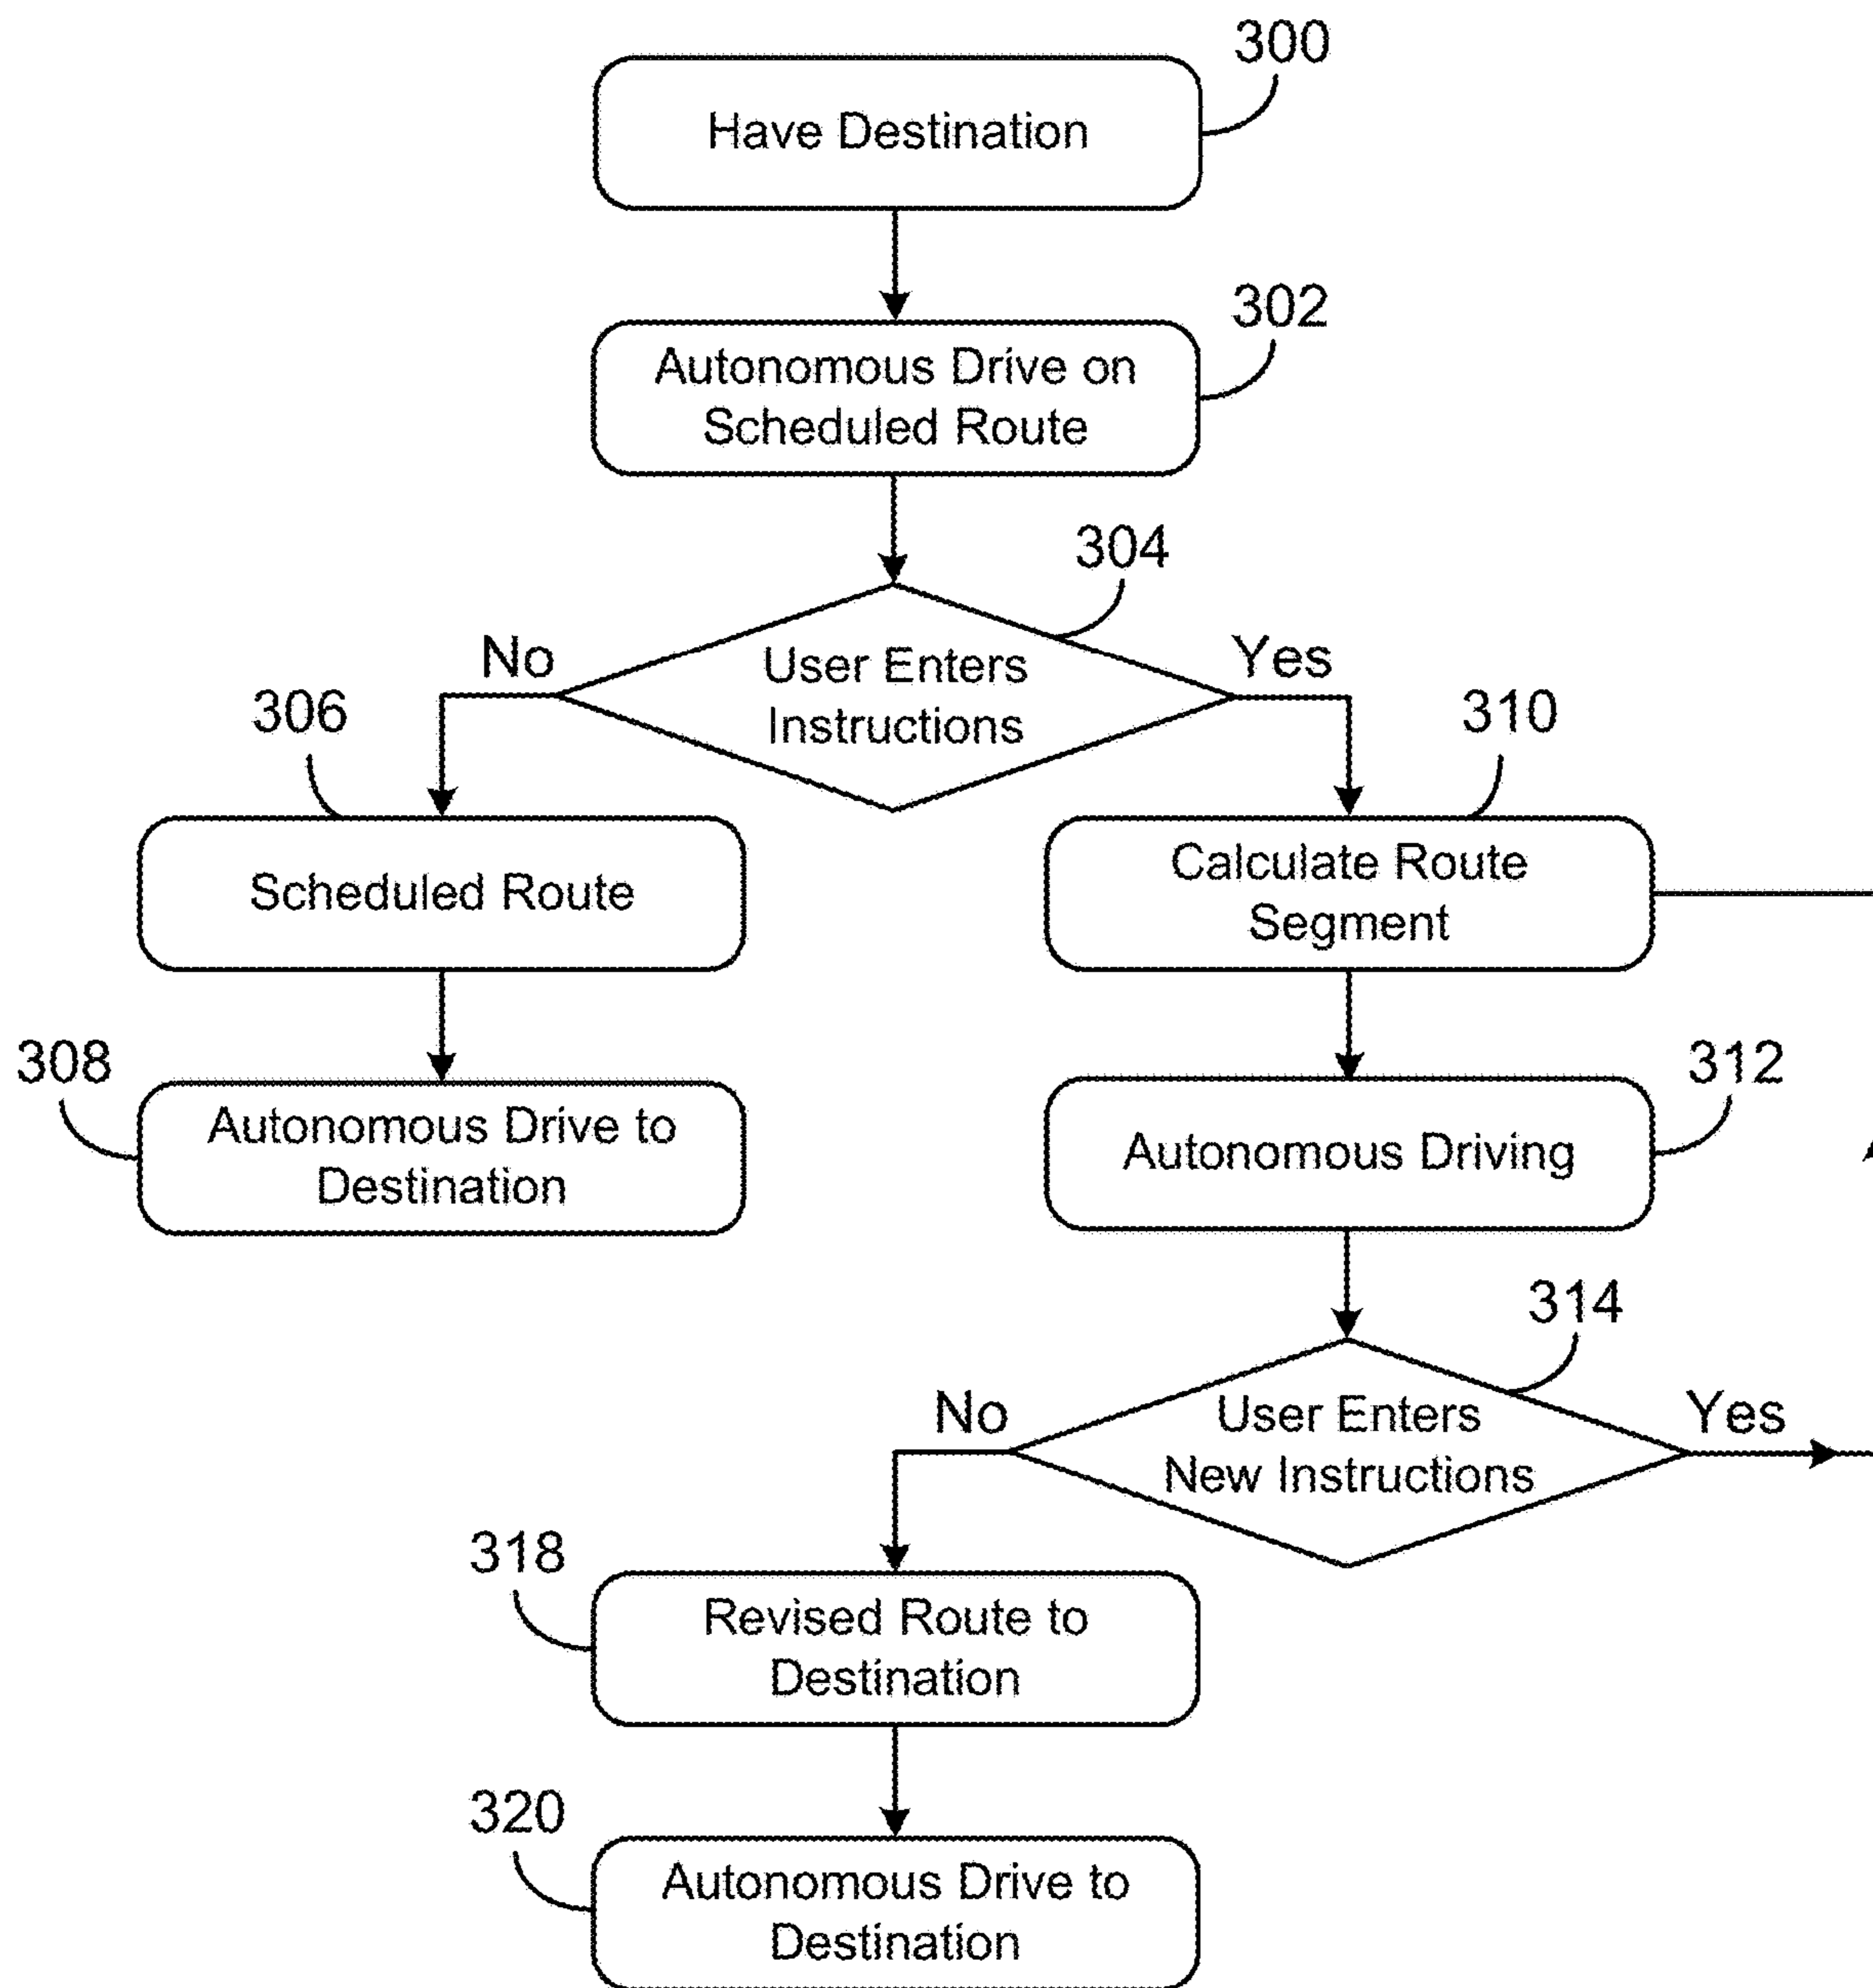 300
Have Destination
302
Autonomous Drive on
Scheduled Route
304
No
User Enters
Instructions
Yes
306
310
Scheduled Route
Calculate Route
Segment
308
Autonomous Drive to
Destination
312
Autonomous Driving
314
No
User Enters
New Instructions
Yes
318
Revised Route to
Destination
320
Autonomous Drive to
Destination